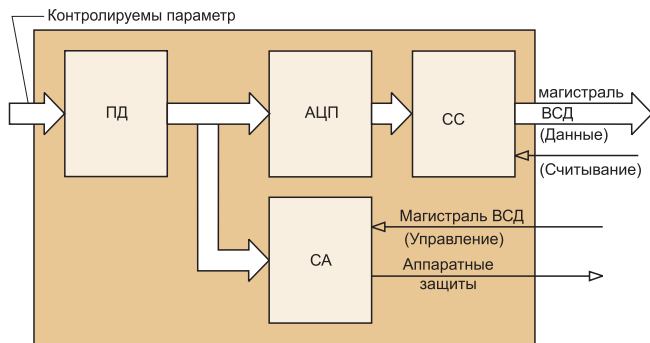 Контролируемы параметр
ПД
АЦП
СС
магистраль
ВСД
(Данные)
(Считывание)
СА
Магистраль ВСД
(Управление)
Аппаратные
защиты